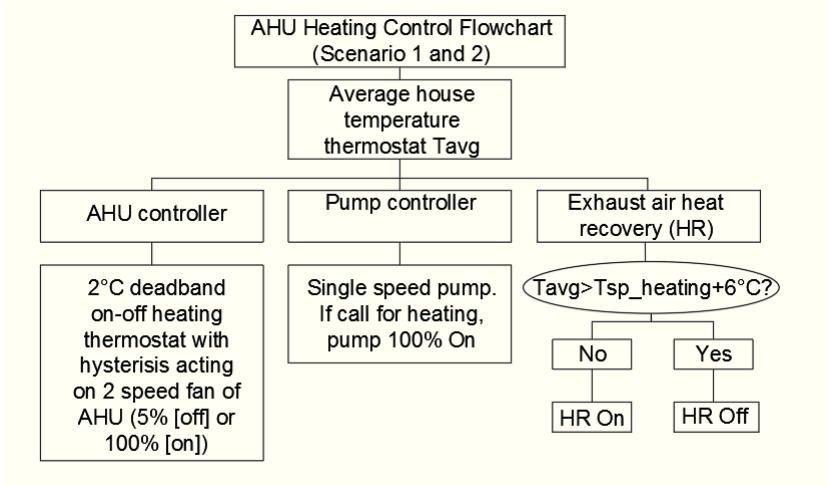 AHU Heating Control Flowchart
(Scenario 1 and 2)
Average house
temperature
thermostat Tavg
AHU controller
Pump controller
Exhaust air heat
recovery (HR)
2°C deadband
on-off heating
thermostat with
hysterisis acting
on 2 speed fan of
AHU (5% [off] or
100% [on])
Single speed pump.
If call for heating,
pump 100% On
Tavg>Tsp_heating+6°C?
No
Yes
HR On
HR Off